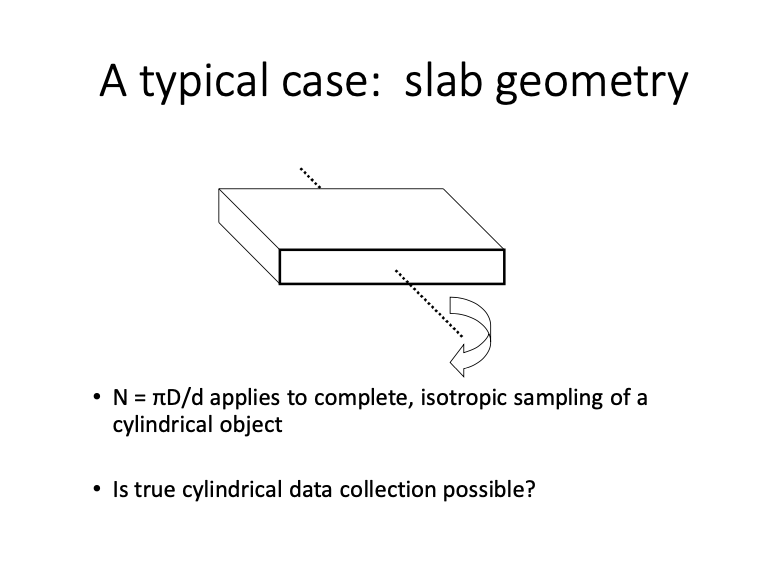 A typical case:  slab geometry
• N = πD/d applies to complete, isotropic sampling of a
cylindrical object
• Is true cylindrical data collection possible?